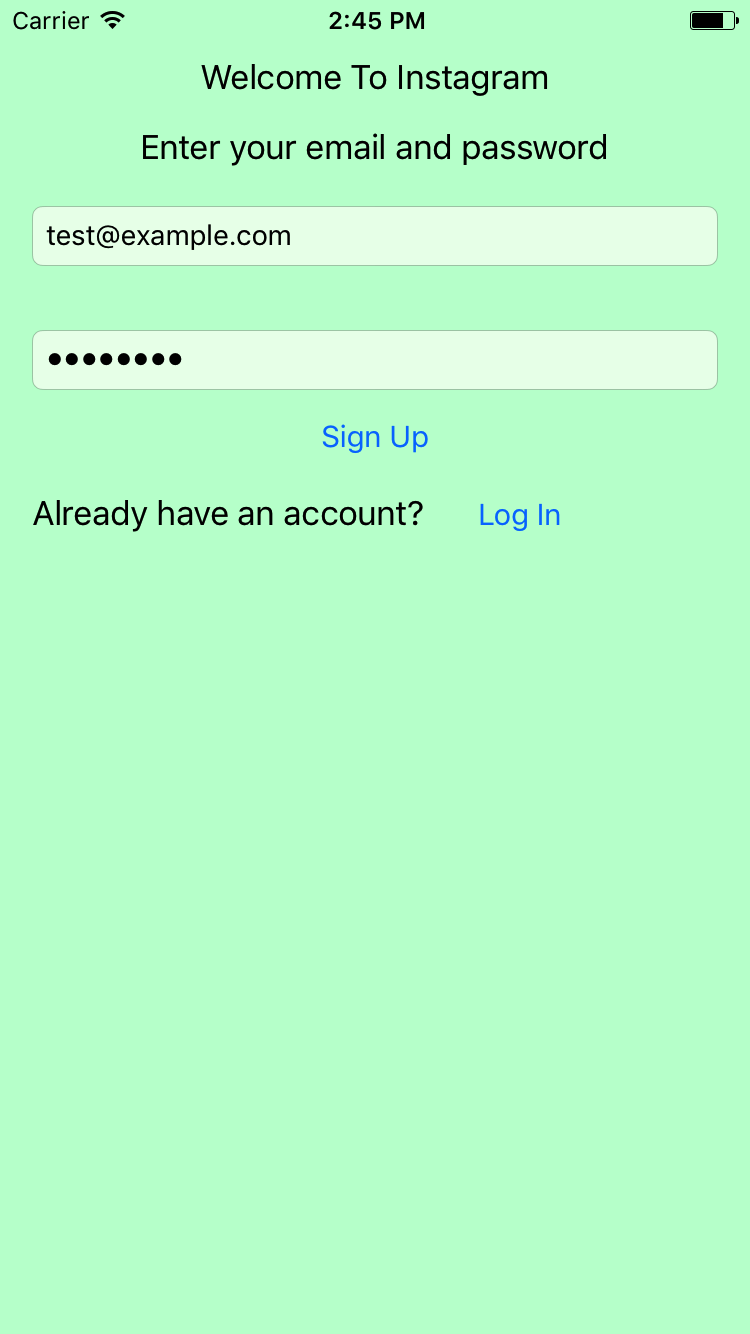 Carrier 2:45 PM
Welcome To Instagram
Enter your email and password
test@example.com
••••••••
Sign Up
Already have an account? Log In